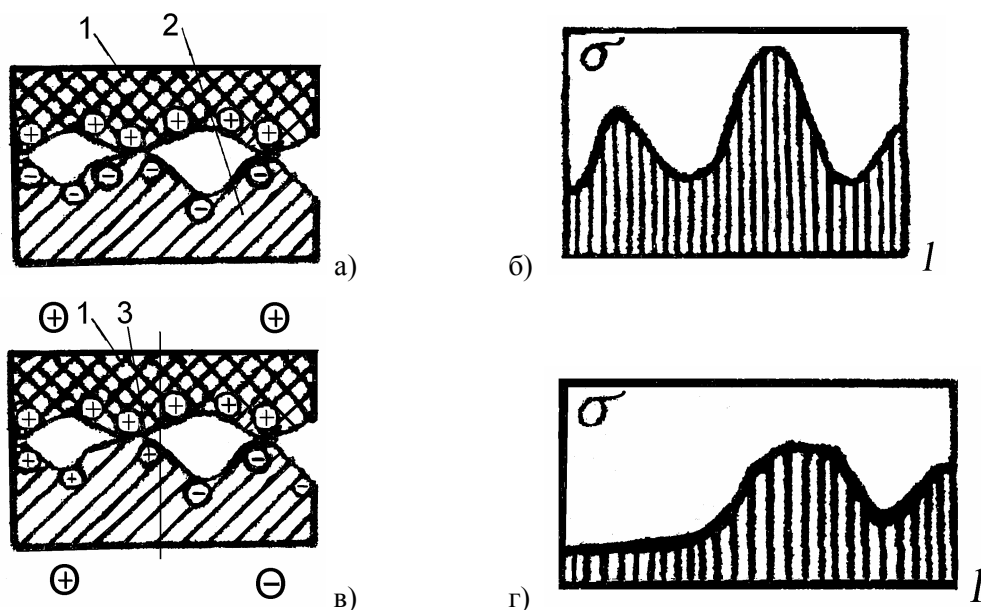 1 2
+ + + + + +
- - - - - -
а)
σ
l
б)
+ 1 3 +
+ + + + + +
+ + + - - -
+ -
в)
σ
l
г)